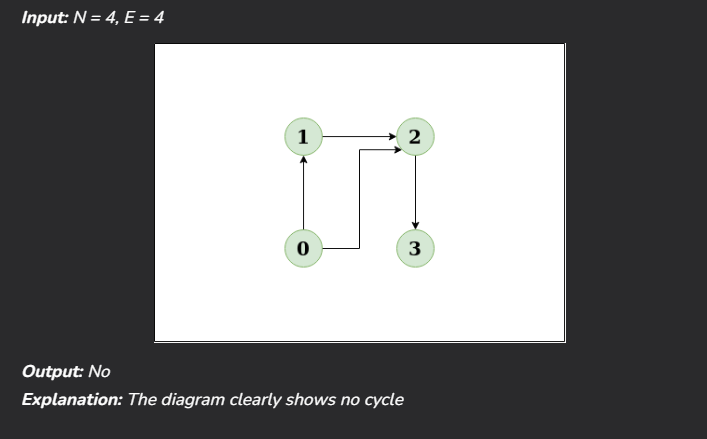 Input: N = 4, E = 4
1 2
0 3
Output: No
Explanation: The diagram clearly shows no cycle